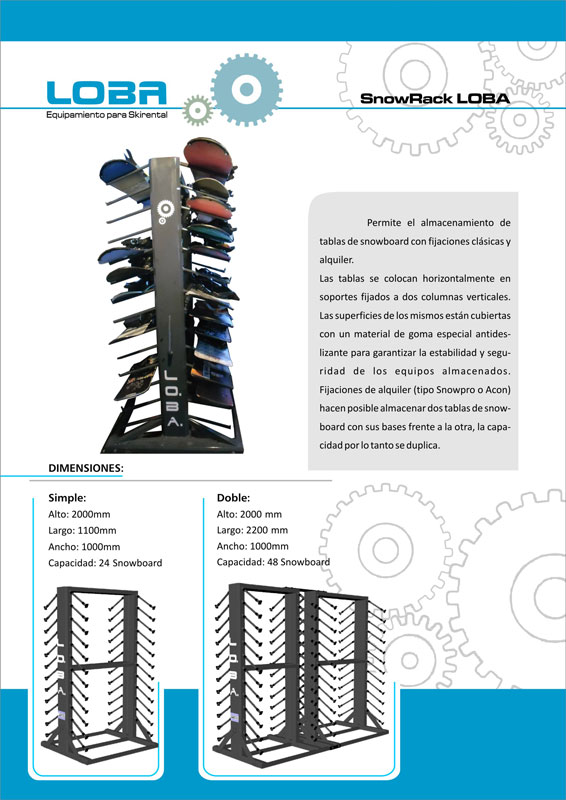 LOBA
Equipamiento para Skirental
SnowRack LOBA
L.O.B.A.
Permite el almacenamiento de
tablas de snowboard con fijaciones clásicas y
alquiler.
Las tablas se colocan horizontalmente en
soportes fijados a dos columnas verticales.
Las superficies de los mismos están cubiertas
con un material de goma especial antides-
lizante para garantizar la estabilidad y segu-
ridad de los equipos almacenados.
Fijaciones de alquiler (tipo Snowpro o Acon)
hacen posible almacenar dos tablas de snow-
board con sus bases frente a la otra, la capa-
cidad por lo tanto se duplica.
DIMENSIONES:
Simple:
Alto: 2000mm
Largo: 1100mm
Ancho: 1000mm
Capacidad: 24 Snowboard
Doble:
Alto: 2000 mm
Largo: 2200 mm
Ancho: 1000mm
Capacidad: 48 Snowboard
L.O.B.A.
L.O.B.A.